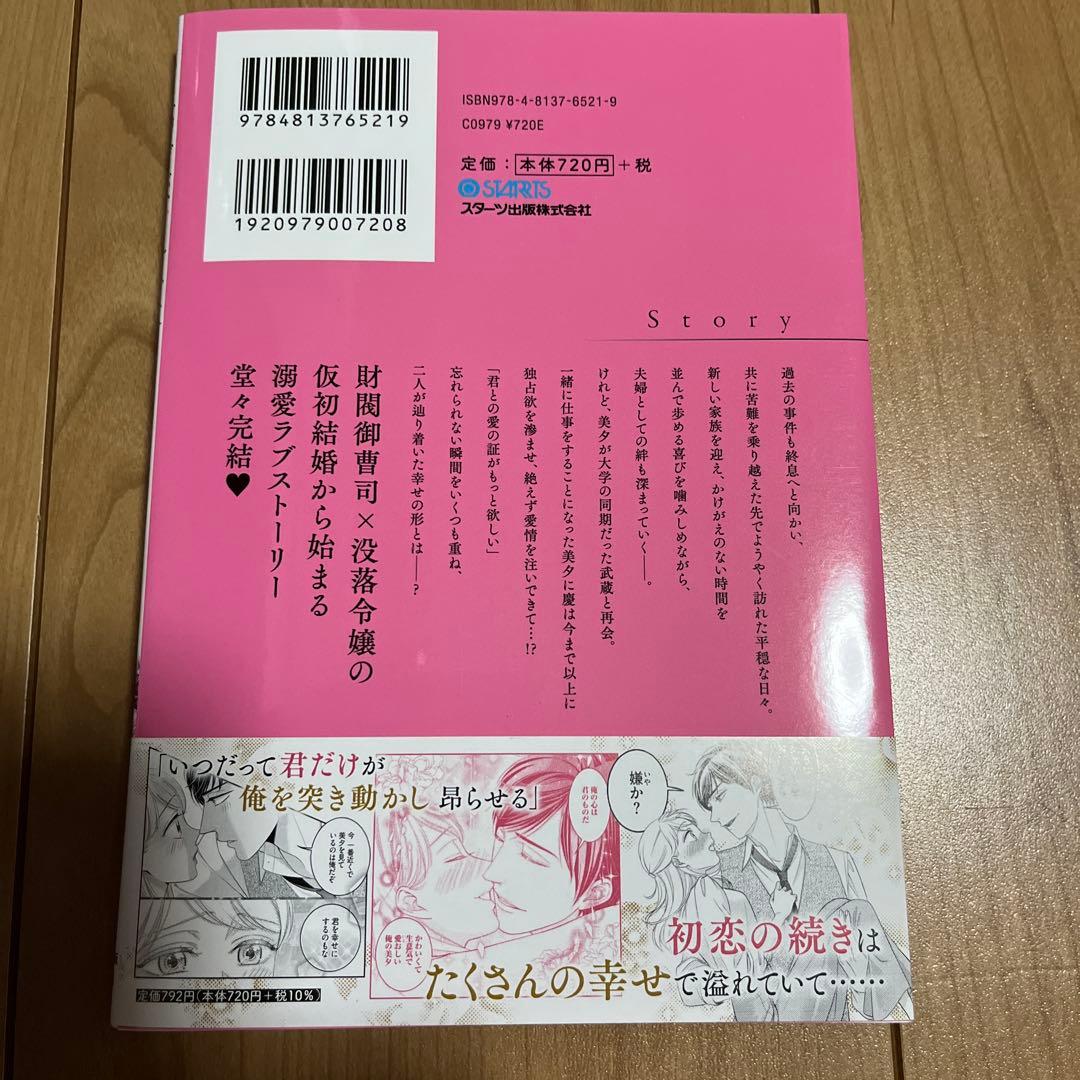 9784813765219
1920979007208
ISBN978-4-8137-6521-9
C0979 ¥720E
定価：本体720円＋税
STARTS
スターツ出版株式会社
Story
過去の事件も終息へと向かい、
共に苦難を乗り越えた先でようやく訪れた平穏な日々。
新しい家族を迎え、かけがえのない時間を
並んで歩める喜びを噛みしめながら、
夫婦としての絆も深まっていく――。
けれど、美夕が大学の同期だった武蔵と再会。
一緒に仕事をすることになった美夕に慶は今まで以上に
独占欲を滲ませ、絶えず愛情を注いできて…!?
「君との愛の証がもっと欲しい」
忘れられない瞬間をいくつも重ね、
二人が辿り着いた幸せの形とは――？
財閥御曹司×没落令嬢の
仮初結婚から始まる
溺愛ラブストーリー
堂々完結♥
「いつだって君だけが
俺を突き動かし 昂らせる」
今 一番近くで
美夕を見て
いるのは俺だぞ
君を幸せに
するのもな
俺の心は
君のものだ
かわいくて
生意気で
愛おしい
俺の美夕
嫌か？
いや
初恋の続きは
たくさんの幸せで溢れていて……
定価792円(本体720円＋税10%)